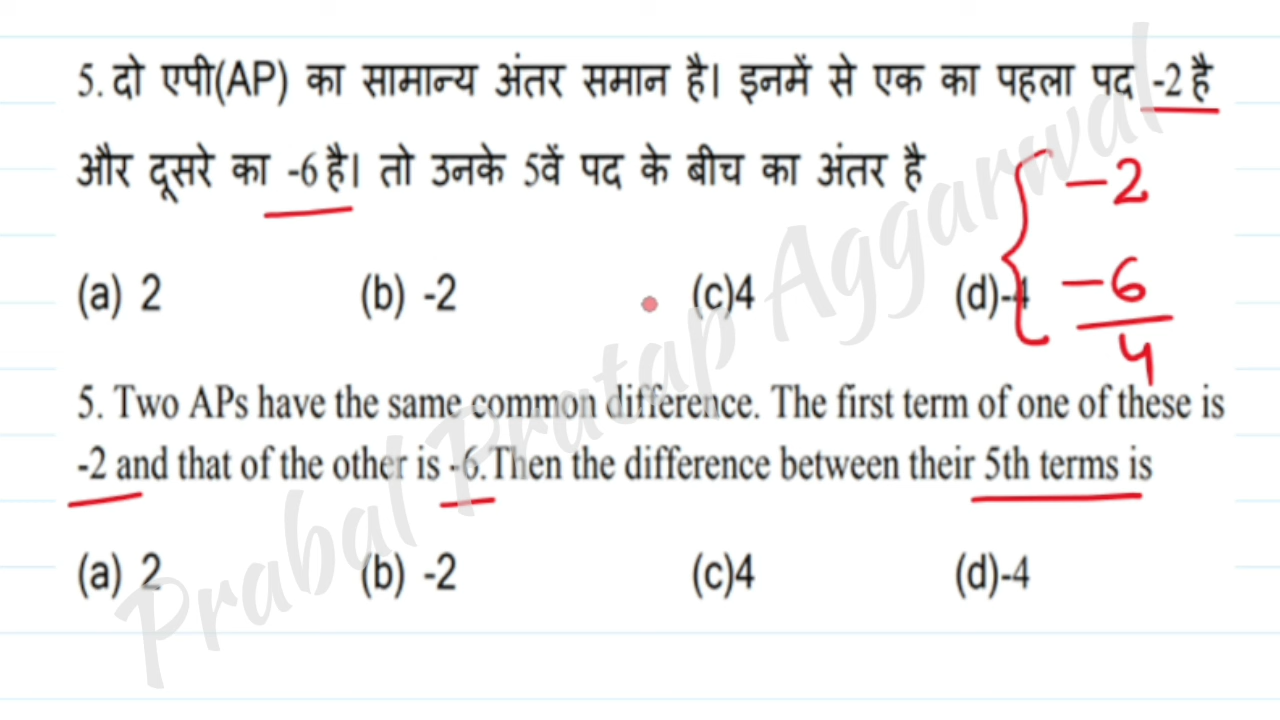 5. दो एपी(AP) का सामान्य अंतर समान है। इनमें से एक का पहला पद -2 है
और दूसरे का -6 है। तो उनके 5वें पद के बीच का अंतर है
(a) 2 (b) -2 (c)4 (d)-4
-2
-6
4
5. Two APs have the same common difference. The first term of one of these is
-2 and that of the other is -6.Then the difference between their 5th terms is
(a) 2 (b) -2 (c)4 (d)-4
Prabal Pratap Aggarwal